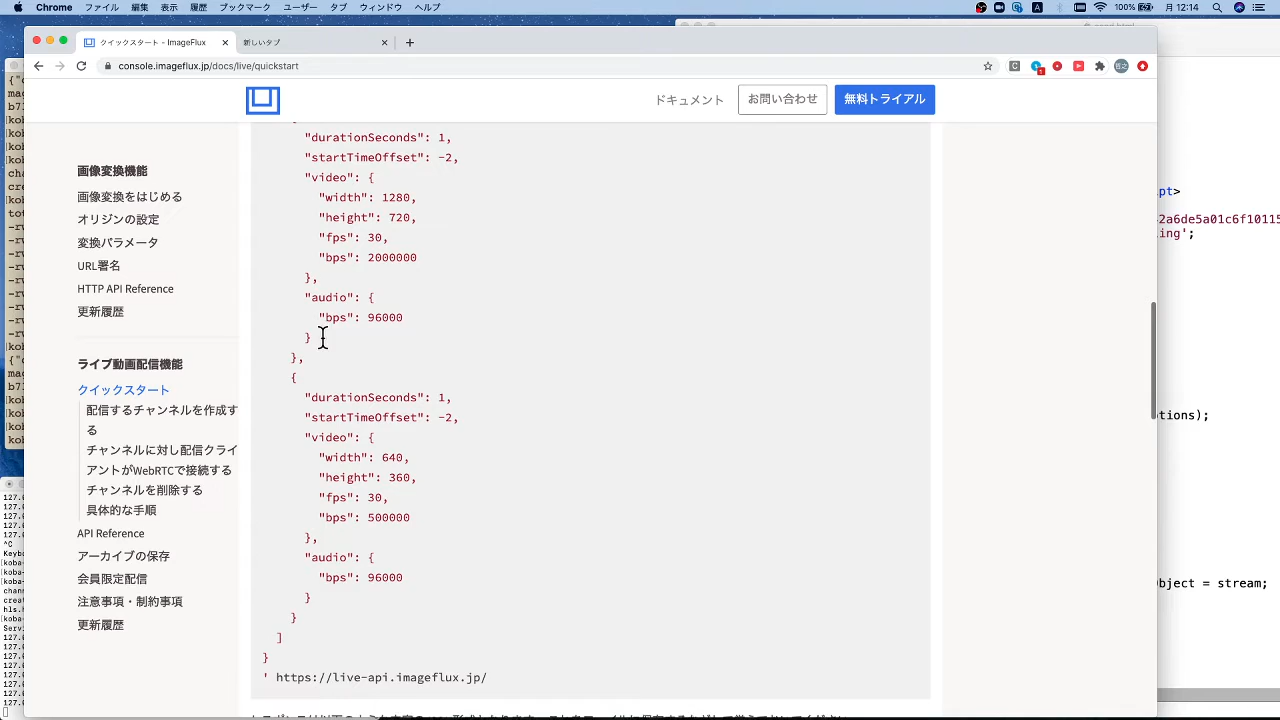 Chrome ファイル 編集 表示 履歴 ブックマーク ユーザー タブ ウィンドウ ヘルプ 月 12:14
クイックスタート - ImageFlux 新しいタブ
console.imageflux.jp/docs/live/quickstart
ドキュメント お問い合わせ 無料トライアル
画像変換機能
画像変換をはじめる
オリジンの設定
変換パラメータ
URL署名
HTTP API Reference
更新履歴
ライブ動画配信機能
クイックスタート
配信するチャンネルを作成す
る
チャンネルに対し配信クライ
アントがWebRTCで接続する
チャンネルを削除する
具体的な手順
API Reference
アーカイブの保存
会員限定配信
注意事項・制約事項
更新履歴
"durationSeconds": 1,
"startTimeOffset": -2,
"video": {
"width": 1280,
"height": 720,
"fps": 30,
"bps": 2000000
},
"audio": {
"bps": 96000
}
},
{
"durationSeconds": 1,
"startTimeOffset": -2,
"video": {
"width": 640,
"height": 360,
"fps": 30,
"bps": 500000
},
"audio": {
"bps": 96000
}
}
]
}
' https://live-api.imageflux.jp/
pt>
2a6de5a01c6f10115
ing';
tions);
bject = stream;